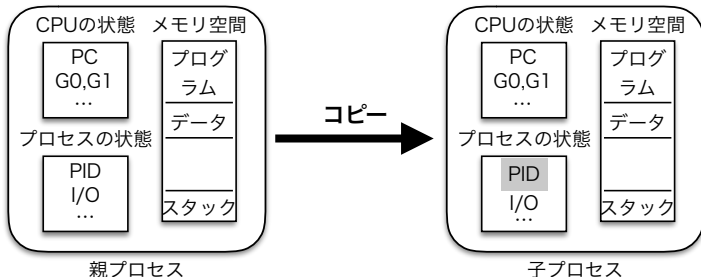 CPUの状態
PC
G0,G1
…
プロセスの状態
PID
I/O
…
メモリ空間
プログ
ラム
データ
スタック
親プロセス
コピー
CPUの状態
PC
G0,G1
…
プロセスの状態
PID
I/O
…
メモリ空間
プログ
ラム
データ
スタック
子プロセス